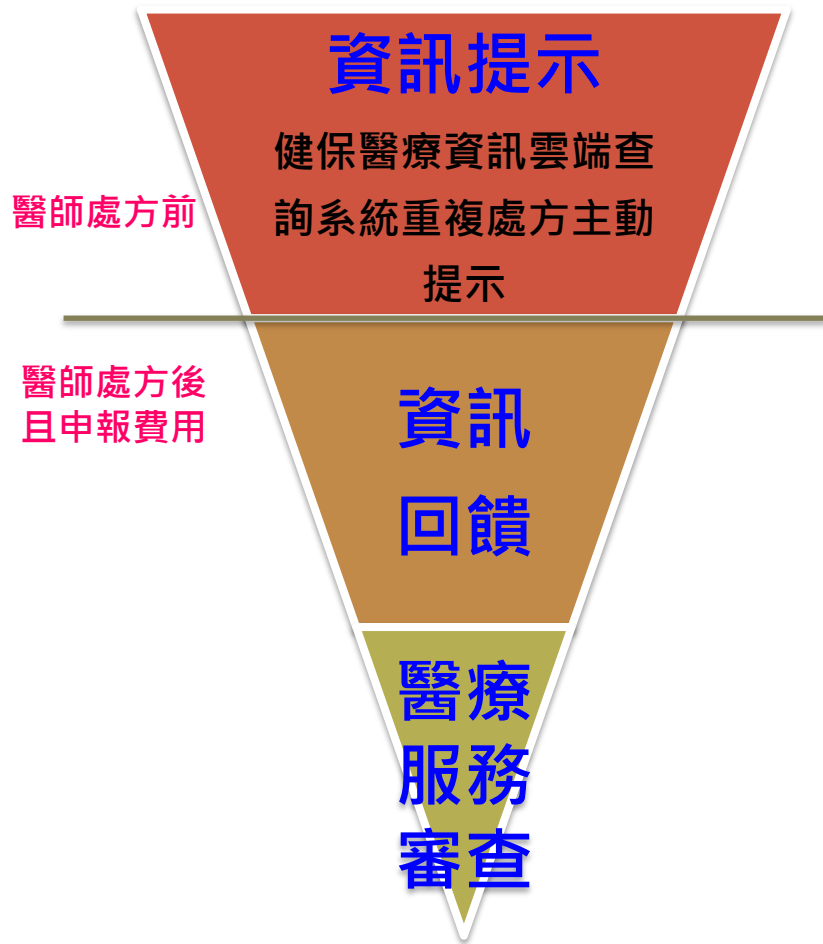 資訊提示
健保醫療資訊雲端查
詢系統重複處方主動
提示
醫師處方前
醫師處方後
且申報費用
資訊
回饋
醫療
服務
審查